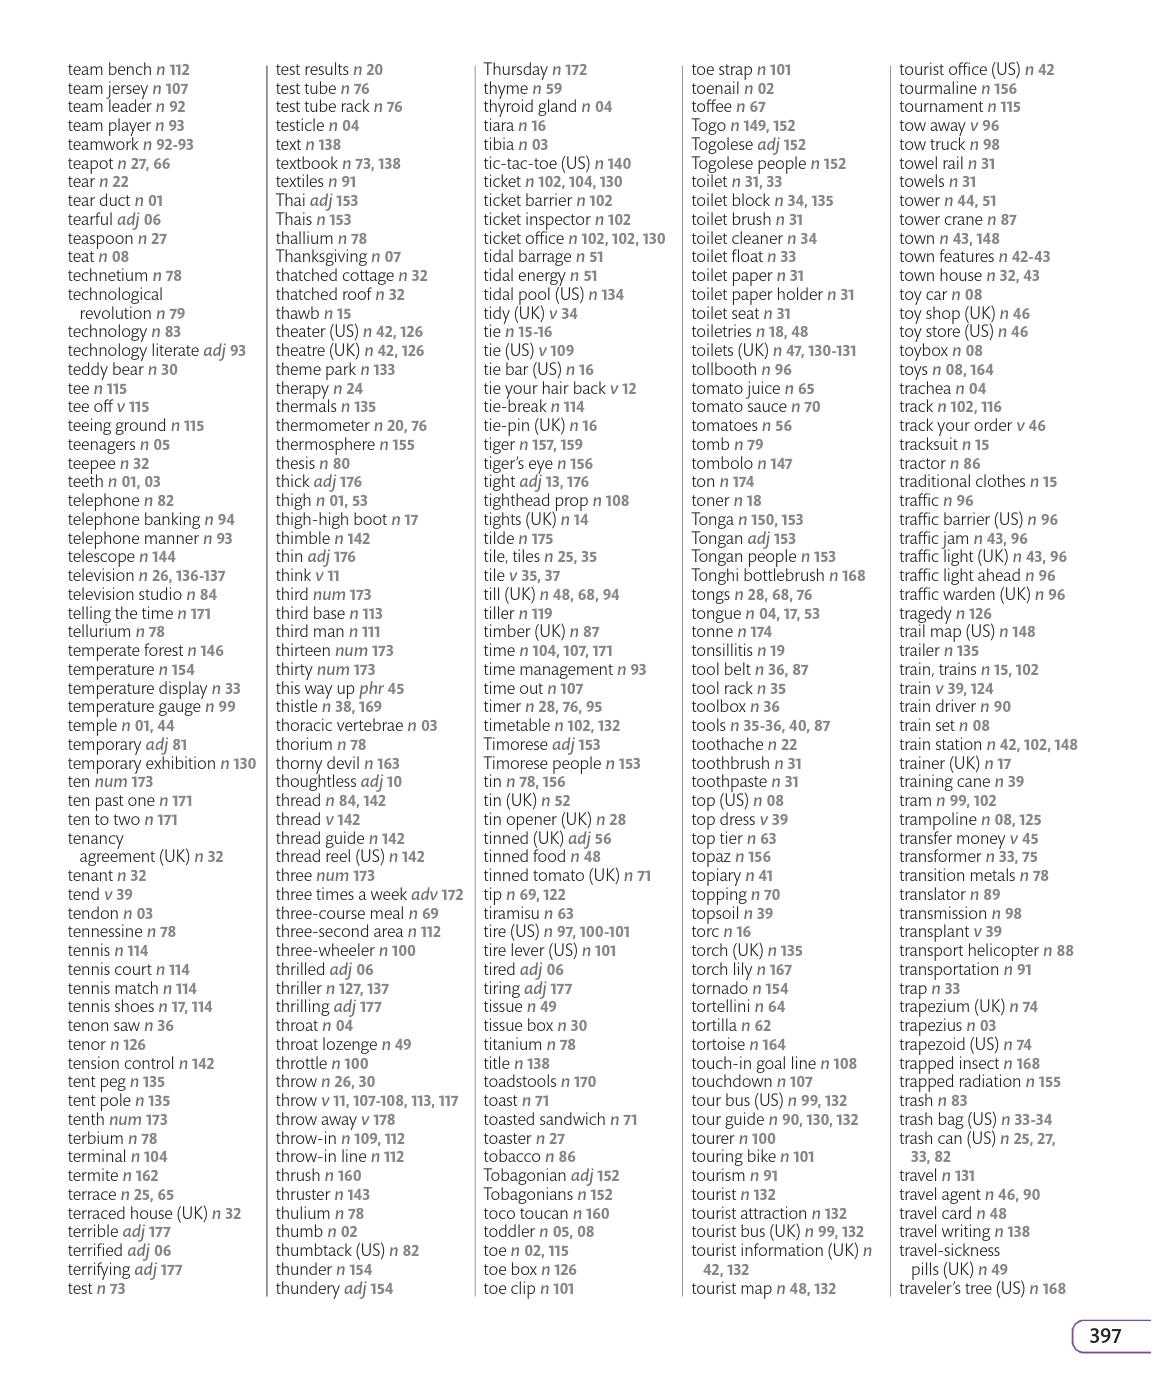 team bench n 112
team jersey n 107
team leader n 92
team player n 93
teamwork n 92-93
teapot n 27, 66
tear n 22
tear duct n 01
tearful adj 06
teaspoon n 27
teat n 08
technetium n 78
technological
revolution n 79
technology n 83
technology literate adj 93
teddy bear n 30
tee n 115
tee off v 115
teeing ground n 115
teenagers n 05
teepee n 32
teeth n 01, 03
telephone n 82
telephone banking n 94
telephone manner n 93
telescope n 144
television n 26, 136-137
television studio n 84
telling the time n 171
tellurium n 78
temperate forest n 146
temperature n 154
temperature display n 33
temperature gauge n 99
temple n 01, 44
temporary adj 81
temporary exhibition n 130
ten num 173
ten past one n 171
ten to two n 171
tenancy
agreement (UK) n 32
tenant n 32
tend v 39
tendon n 03
tennessine n 78
tennis n 114
tennis court n 114
tennis match n 114
tennis shoes n 17, 114
tenon saw n 36
tenor n 126
tension control n 142
tent peg n 135
tent pole n 135
tenth num 173
terbium n 78
terminal n 104
termite n 162
terrace n 25, 65
terraced house (UK) n 32
terrible adj 177
terrified adj 06
terrifying adj 177
test n 73
test results n 20
test tube n 76
test tube rack n 76
testicle n 04
text n 138
textbook n 73, 138
textiles n 91
Thai adj 153
Thais n 153
thallium n 78
Thanksgiving n 07
thatched cottage n 32
thatched roof n 32
thawb n 15
theater (US) n 42, 126
theatre (UK) n 42, 126
theme park n 133
therapy n 24
thermals n 135
thermometer n 20, 76
thermosphere n 155
thesis n 80
thick adj 176
thigh n 01, 53
thigh-high boot n 17
thimble n 142
thin adj 176
think v 11
third num 173
third base n 113
third man n 111
thirteen num 173
thirty num 173
this way up phr 45
thistle n 38, 169
thoracic vertebrae n 03
thorium n 78
thorny devil n 163
thoughtless adj 10
thread n 84, 142
thread v 142
thread guide n 142
thread reel (US) n 142
three num 173
three times a week adv 172
three-course meal n 69
three-second area n 112
three-wheeler n 100
thrilled adj 06
thriller n 127, 137
thrilling adj 177
throat n 04
throat lozenge n 49
throttle n 100
throw n 26, 30
throw v 11, 107-108, 113, 117
throw away v 178
throw-in n 109, 112
throw-in line n 112
thrush n 160
thruster n 143
thulium n 78
thumb n 02
thumbtack (US) n 82
thunder n 154
thundery adj 154
Thursday n 172
thyme n 59
thyroid gland n 04
tiara n 16
tibia n 03
tic-tac-toe (US) n 140
ticket n 102, 104, 130
ticket barrier n 102
ticket inspector n 102
ticket office n 102, 102, 130
tidal barrage n 51
tidal energy n 51
tidal pool (US) n 134
tidy (UK) v 34
tie n 15-16
tie (US) v 109
tie bar (US) n 16
tie your hair back v 12
tie-break n 114
tie-pin (UK) n 16
tiger n 157, 159
tiger's eye n 156
tight adj 13, 176
tighthead prop n 108
tights (UK) n 14
tilde n 175
tile, tiles n 25, 35
tile v 35, 37
till (UK) n 48, 68, 94
tiller n 119
timber (UK) n 87
time n 104, 107, 171
time management n 93
time out n 107
timer n 28, 76, 95
timetable n 102, 132
Timorese adj 153
Timorese people n 153
tin n 78, 156
tin (UK) n 52
tin opener (UK) n 28
tinned (UK) adj 56
tinned food n 48
tinned tomato (UK) n 71
tip n 69, 122
tiramisu n 63
tire (US) n 97, 100-101
tire lever (US) n 101
tired adj 06
tiring adj 177
tissue n 49
tissue box n 30
titanium n 78
title n 138
toadstools n 170
toast n 71
toasted sandwich n 71
toaster n 27
tobacco n 86
Tobagonian adj 152
Tobagonians n 152
toco toucan n 160
toddler n 05, 08
toe n 02, 115
toe box n 126
toe clip n 101
toe strap n 101
toenail n 02
toffee n 67
Togo n 149, 152
Togolese adj 152
Togolese people n 152
toilet n 31, 33
toilet block n 34, 135
toilet brush n 31
toilet cleaner n 34
toilet float n 33
toilet paper n 31
toilet paper holder n 31
toilet seat n 31
toiletries n 18, 48
toilets (UK) n 47, 130-131
tollbooth n 96
tomato juice n 65
tomato sauce n 70
tomatoes n 56
tomb n 79
tombolo n 147
ton n 174
toner n 18
Tonga n 150, 153
Tongan adj 153
Tongan people n 153
Tonghi bottlebrush n 168
tongs n 28, 68, 76
tongue n 04, 17, 53
tonne n 174
tonsillitis n 19
tool belt n 36, 87
tool rack n 35
toolbox n 36
tools n 35-36, 40, 87
toothache n 22
toothbrush n 31
toothpaste n 31
top (US) n 08
top dress v 39
top tier n 63
topaz n 156
topiary n 41
topping n 70
topsoil n 39
torc n 16
torch (UK) n 135
torch lily n 167
tornado n 154
tortellini n 64
tortilla n 62
tortoise n 164
touch-in goal line n 108
touchdown n 107
tour bus (US) n 99, 132
tour guide n 90, 130, 132
tourer n 100
touring bike n 101
tourism n 91
tourist n 132
tourist attraction n 132
tourist bus (UK) n 99, 132
tourist information (UK) n
42, 132
tourist map n 48, 132
tourist office (US) n 42
tourmaline n 156
tournament n 115
tow away v 96
tow truck n 98
towel rail n 31
towels n 31
tower n 44, 51
tower crane n 87
town n 43, 148
town features n 42-43
town house n 32, 43
toy car n 08
toy shop (UK) n 46
toy store (US) n 46
toybox n 08
toys n 08, 164
trachea n 04
track n 102, 116
track your order v 46
tracksuit n 15
tractor n 86
traditional clothes n 15
traffic n 96
traffic barrier (US) n 96
traffic jam n 43, 96
traffic light (UK) n 43, 96
traffic light ahead n 96
traffic warden (UK) n 96
tragedy n 126
trail map (US) n 148
trailer n 135
train, trains n 15, 102
train v 39, 124
train driver n 90
train set n 08
train station n 42, 102, 148
trainer (UK) n 17
training cane n 39
tram n 99, 102
trampoline n 08, 125
transfer money v 45
transformer n 33, 75
transition metals n 78
translator n 89
transmission n 98
transplant v 39
transport helicopter n 88
transportation n 91
trap n 33
trapezium (UK) n 74
trapezius n 03
trapezoid (US) n 74
trapped insect n 168
trapped radiation n 155
trash n 83
trash bag (US) n 33-34
trash can (US) n 25, 27,
33, 82
travel n 131
travel agent n 46, 90
travel card n 48
travel writing n 138
travel-sickness
pills (UK) n 49
traveler's tree (US) n 168
397